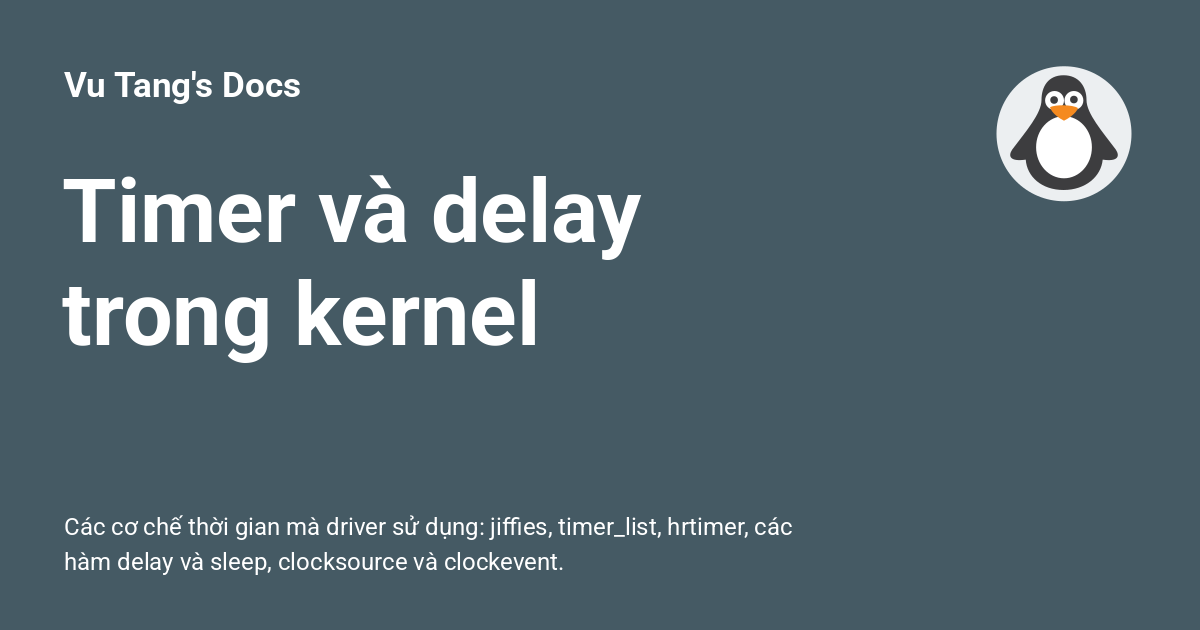 Vu Tang's Docs
Timer và delay
trong kernel
Các cơ chế thời gian mà driver sử dụng: jiffies, timer_list, hrtimer, các
hàm delay và sleep, clocksource và clockevent.